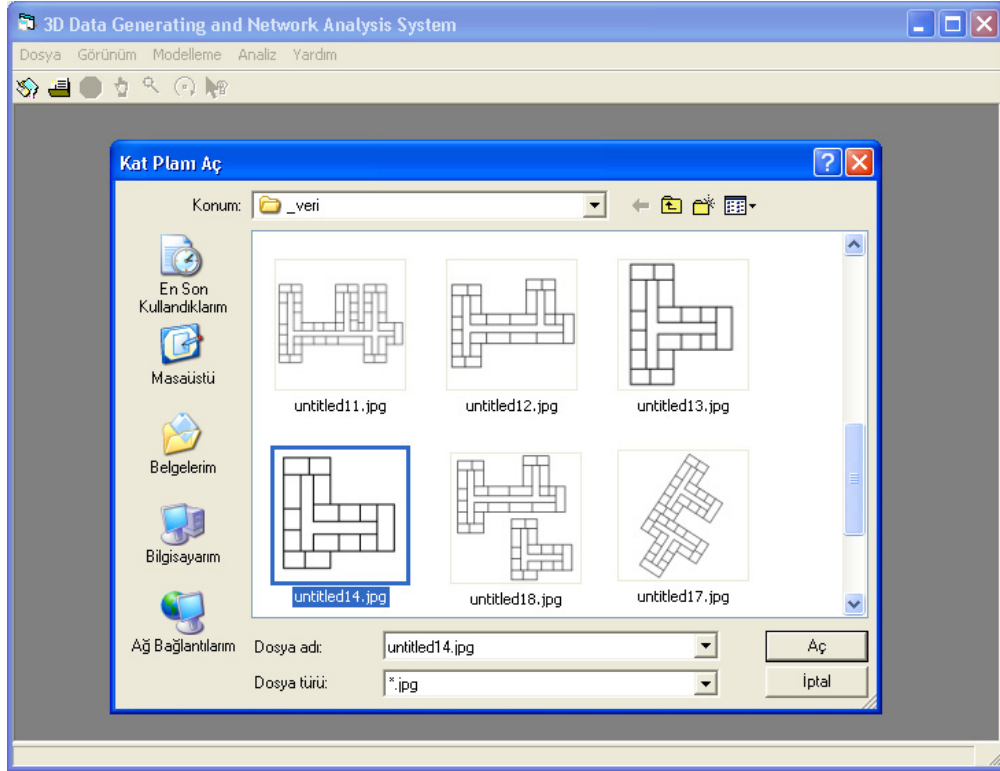 3D Data Generating and Network Analysis System
Dosya Görünüm Modelleme Analiz Yardım
Kat Planı Aç
Konum: _veri
En Son
Kullandıklarım
Masaüstü
Belgelerim
Bilgisayarım
Ağ Bağlantılarım
untitled11.jpg untitled12.jpg untitled13.jpg
untitled14.jpg untitled18.jpg untitled17.jpg
Dosya adı: untitled14.jpg Aç
Dosya türü: *.jpg İptal